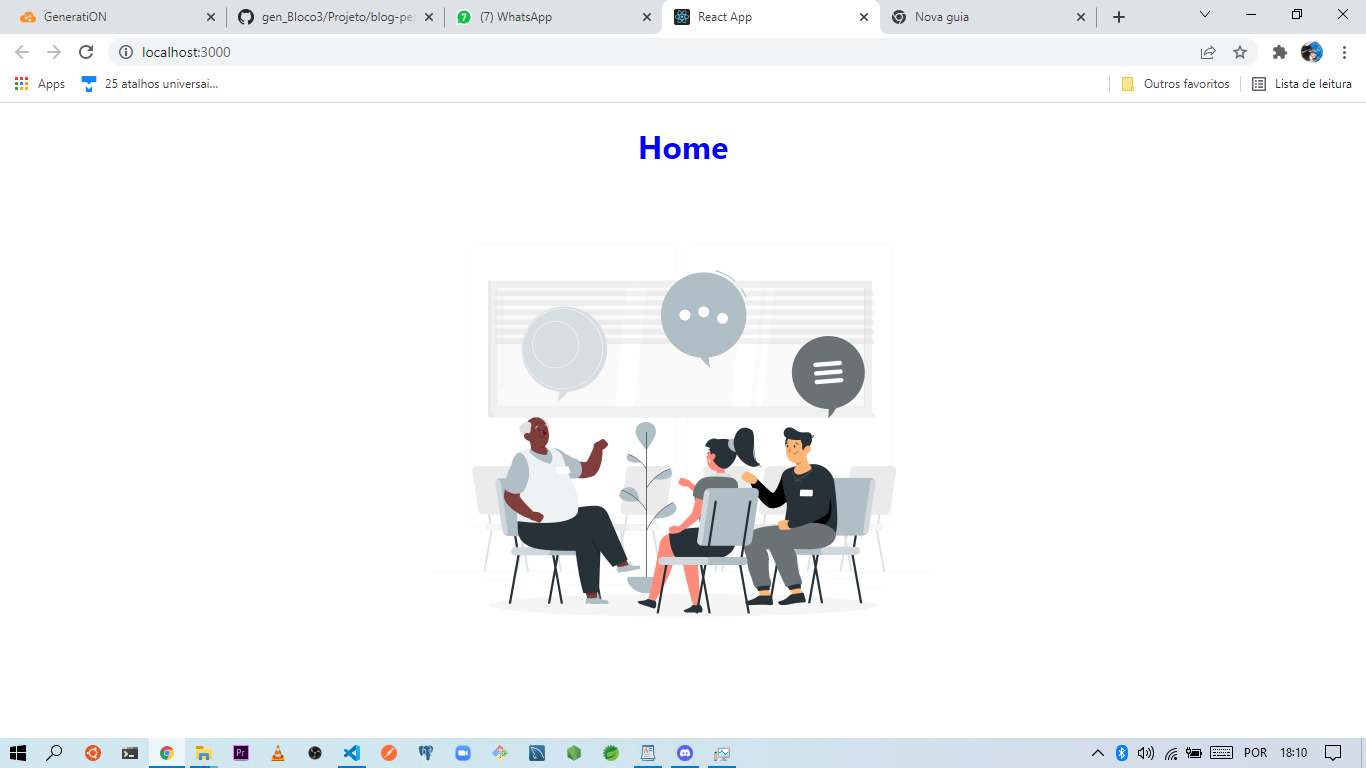 GeneratiON
gen_Bloco3/Projeto/blog-pes
(7) WhatsApp
React App
Nova guia
localhost:3000
Apps
25 atalhos universai...
Outros favoritos
Lista de leitura
Home
POR
18:10